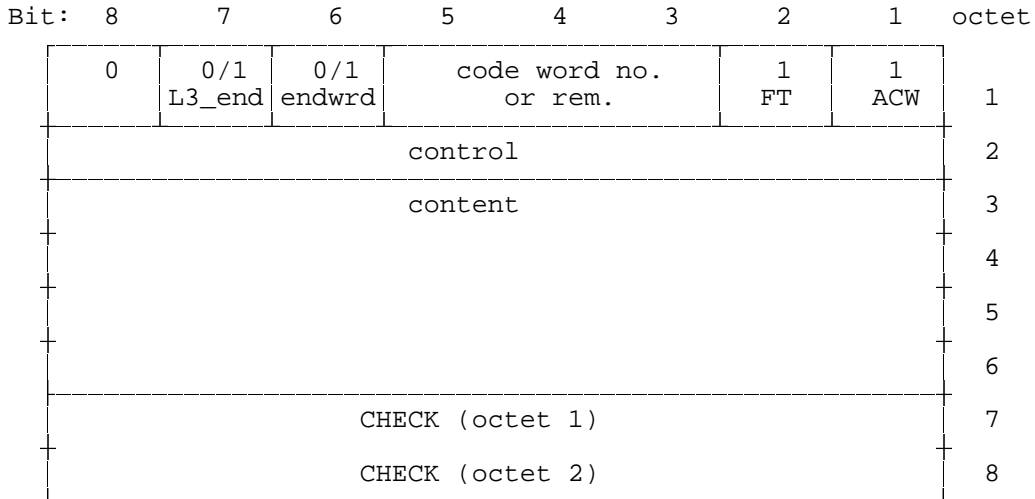 Bit: 8 7 6 5 4 3 2 1 octet
0 0/1 0/1 code word no. 1 1
L3_end endwrd or rem. FT ACW 1
control 2
content 3
4
5
6
CHECK (octet 1) 7
CHECK (octet 2) 8